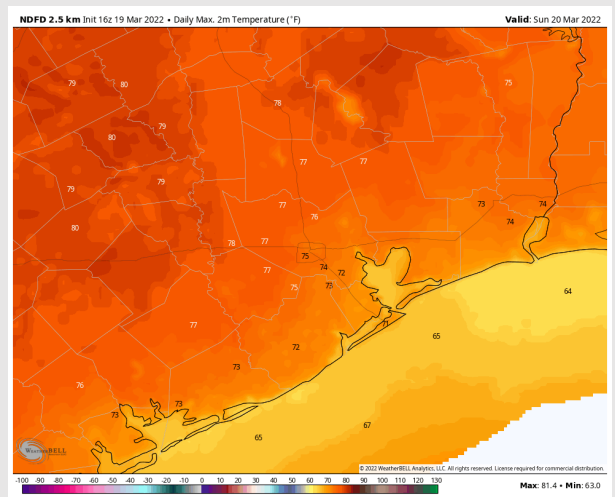 NDFD 2.5 km Init 16z 19 Mar 2022 • Daily Max. 2m Temperature (°F) Valid: Sun 20 Mar 2022
79 80 78 75
80 79
77 77
79 79
77 76 73 74
80 78 77 74
75
77 74 72
75 73
64
77 71
65
72
73
76
73 73
67
65
WeatherBELL
© 2022 WeatherBELL Analytics, LLC. All rights reserved. License required for commercial distribution.
-100 -90 -80 -70 -60 -50 -40 -30 -20 -10 0 10 20 30 40 50 60 70 80 90 100 110 120 130
Max: 81.4 • Min: 63.0